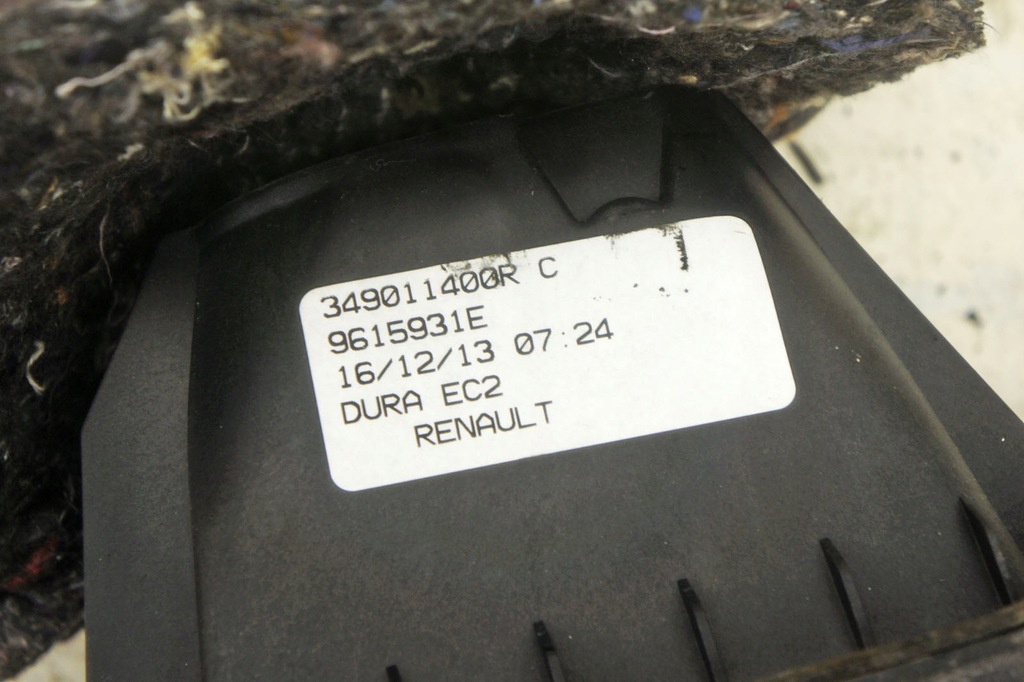 349011400R C
9615931E
16/12/13 07:24
DURA EC2
RENAULT